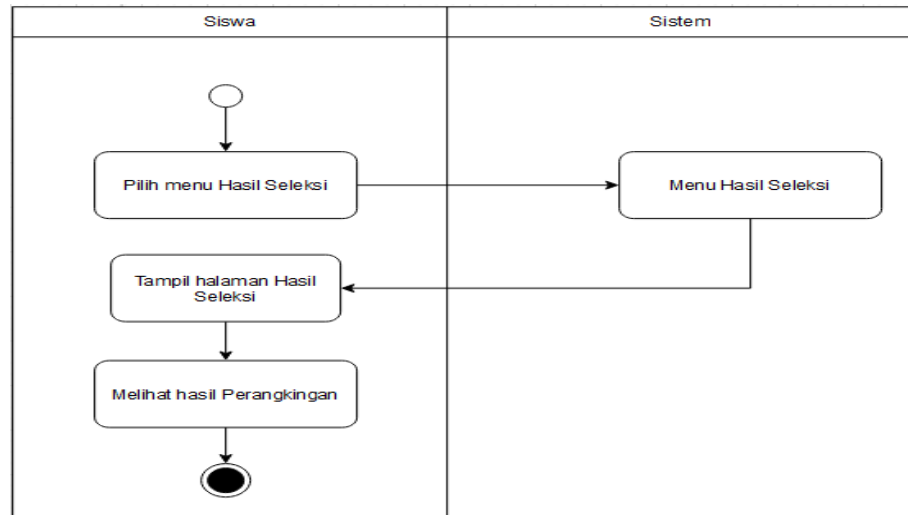 Siswa
Sistem
Pilih menu Hasil Seleksi
Menu Hasil Seleksi
Tampil halaman Hasil
Seleksi
Melihat hasil Perangkingan